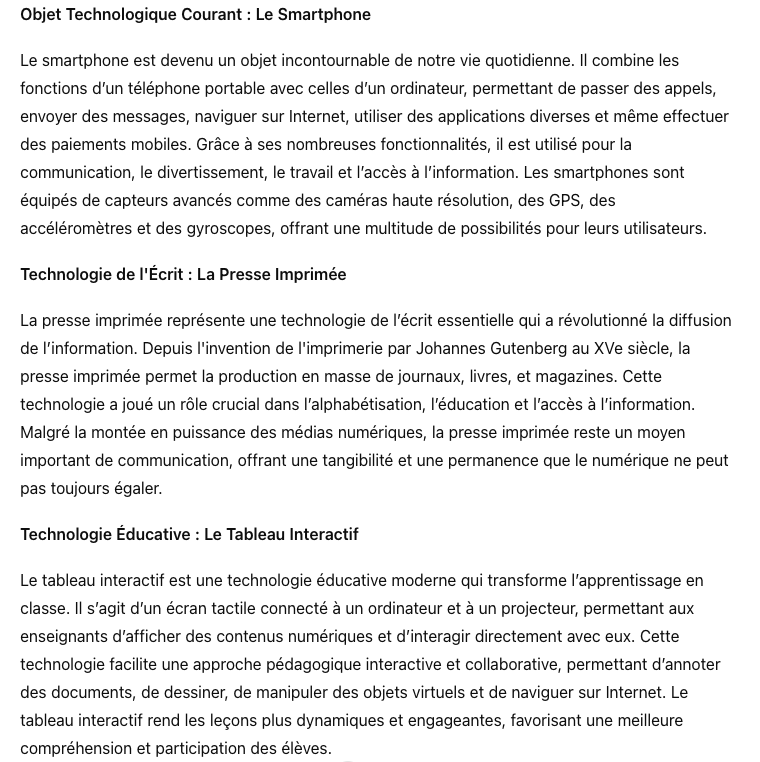 Objet Technologique Courant : Le Smartphone
Le smartphone est devenu un objet incontournable de notre vie quotidienne. Il combine les
fonctions d’un téléphone portable avec celles d’un ordinateur, permettant de passer des appels,
envoyer des messages, naviguer sur Internet, utiliser des applications diverses et même effectuer
des paiements mobiles. Grâce à ses nombreuses fonctionnalités, il est utilisé pour la
communication, le divertissement, le travail et l’accès à l’information. Les smartphones sont
équipés de capteurs avancés comme des caméras haute résolution, des GPS, des
accéléromètres et des gyroscopes, offrant une multitude de possibilités pour leurs utilisateurs.
Technologie de l'Écrit : La Presse Imprimée
La presse imprimée représente une technologie de l’écrit essentielle qui a révolutionné la diffusion
de l’information. Depuis l'invention de l'imprimerie par Johannes Gutenberg au XVe siècle, la
presse imprimée permet la production en masse de journaux, livres, et magazines. Cette
technologie a joué un rôle crucial dans l’alphabétisation, l’éducation et l’accès à l’information.
Malgré la montée en puissance des médias numériques, la presse imprimée reste un moyen
important de communication, offrant une tangibilité et une permanence que le numérique ne peut
pas toujours égaler.
Technologie Éducative : Le Tableau Interactif
Le tableau interactif est une technologie éducative moderne qui transforme l’apprentissage en
classe. Il s’agit d’un écran tactile connecté à un ordinateur et à un projecteur, permettant aux
enseignants d’afficher des contenus numériques et d’interagir directement avec eux. Cette
technologie facilite une approche pédagogique interactive et collaborative, permettant d’annoter
des documents, de dessiner, de manipuler des objets virtuels et de naviguer sur Internet. Le
tableau interactif rend les leçons plus dynamiques et engageantes, favorisant une meilleure
compréhension et participation des élèves.